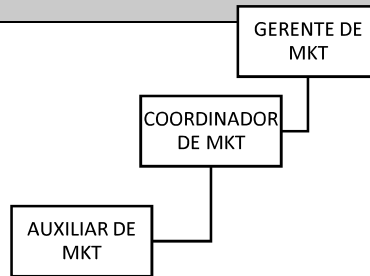 GERENTE DE
MKT
COORDINADOR
DE MKT
AUXILIAR DE
MKT